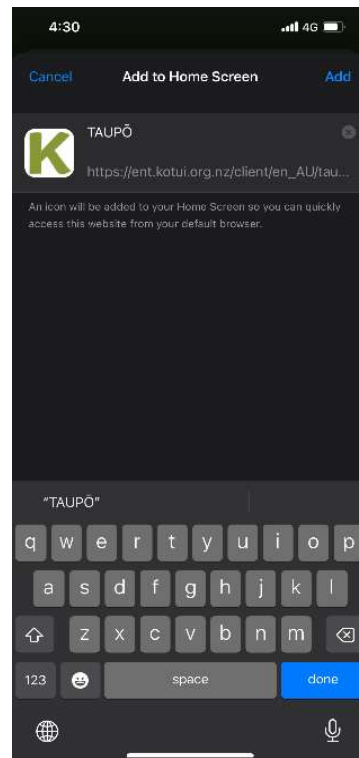 4:30
4G
Cancel Add to Home Screen Add
K
TAUPŌ
https://ent.kotui.org.nz/client/en_AU/tau...
An icon will be added to your Home Screen so you can quickly
access this website from your default browser.
"TAUPŌ"
q w e r t y u i o p
a s d f g h j k l
z x c v b n m
123 space done